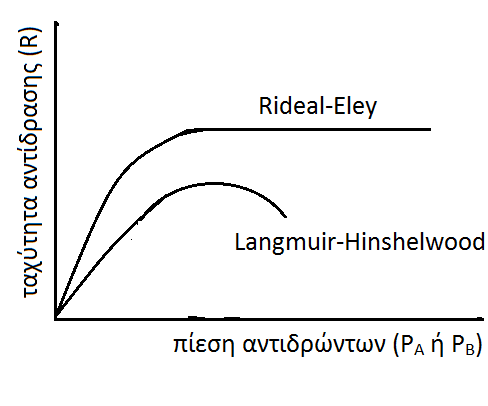 ταχύτητα αντίδρασης (R)
Rideal-Eley
Langmuir-Hinshelwood
πίεση αντιδρώντων (PA ή PB)